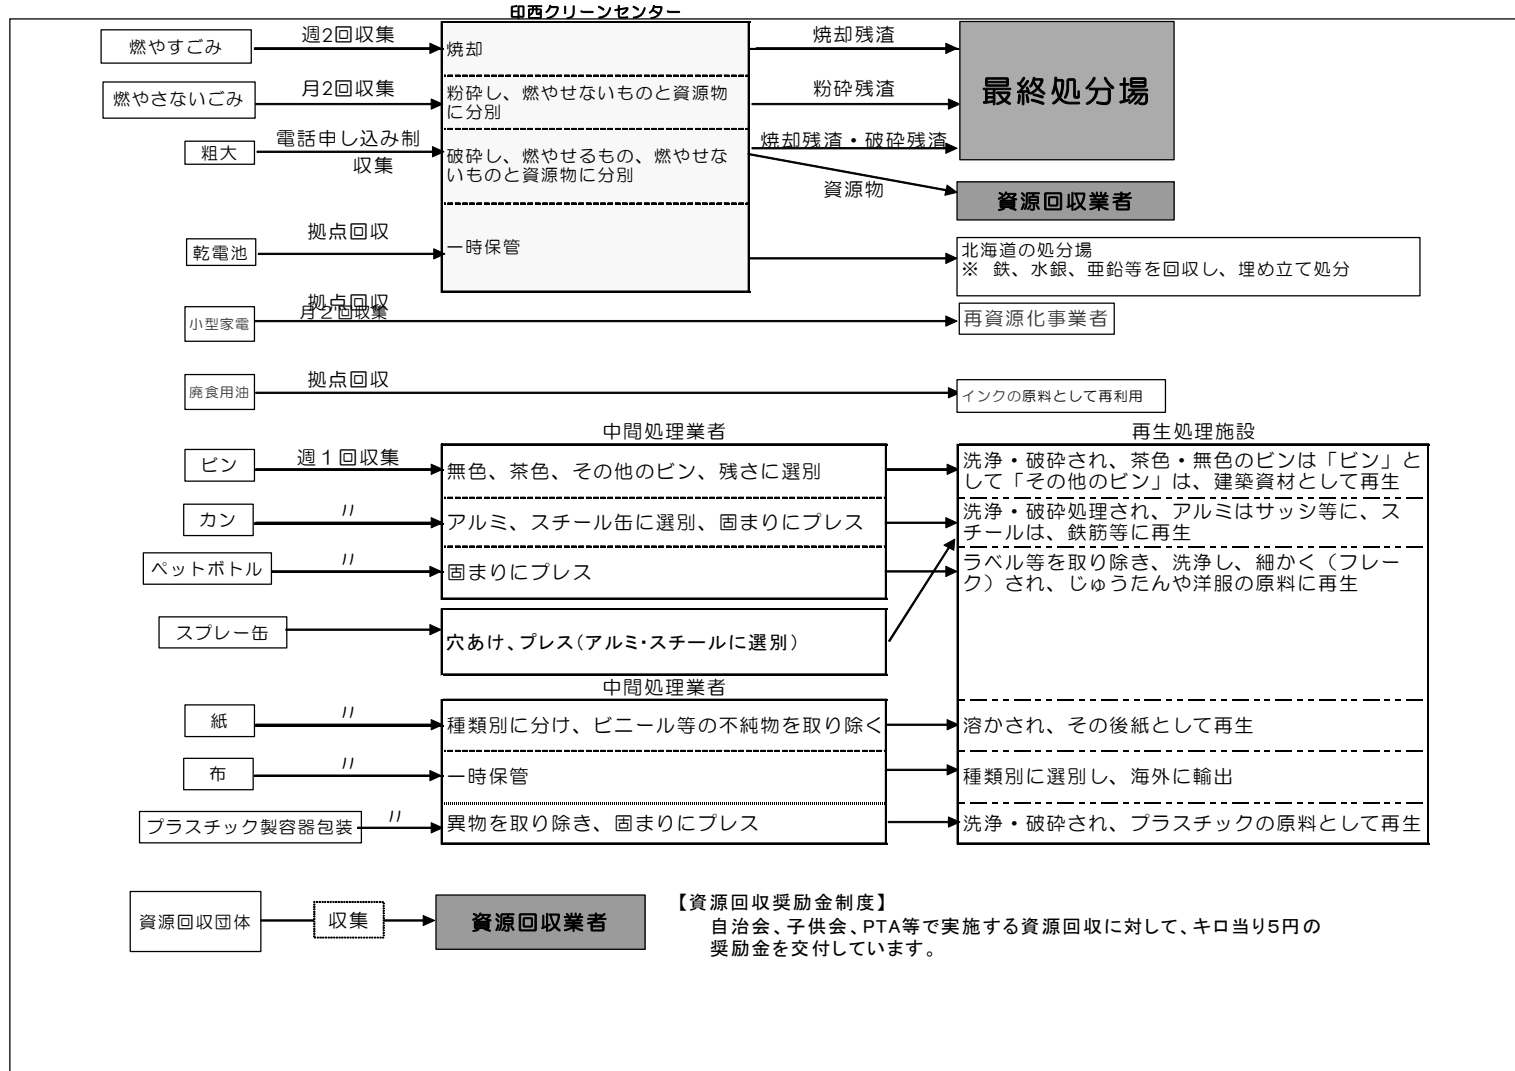 印西クリーンセンター
燃やすごみ
週2回収集
焼却
焼却残渣
最終処分場
燃やさないごみ
月2回収集
粉砕し、燃やせないものと資源物
に分別
粉砕残渣
粗大
電話申し込み制
収集
破砕し、燃やせるもの、燃やせな
いものと資源物に分別
焼却残渣・破砕残渣
資源物
資源回収業者
乾電池
拠点回収
一時保管
北海道の処分場
※ 鉄、水銀、亜鉛等を回収し、埋め立て処分
小型家電
拠点回収
月2回収集
再資源化事業者
廃食用油
拠点回収
インクの原料として再利用
中間処理業者
再生処理施設
ビン
週1回収集
無色、茶色、その他のビン、残さに選別
洗浄・破砕され、茶色・無色のビンは「ビン」と
して「その他のビン」は、建築資材として再生
カン
〃
アルミ、スチール缶に選別、固まりにプレス
洗浄・破砕処理され、アルミはサッシ等に、ス
チールは、鉄筋等に再生
ペットボトル
〃
固まりにプレス
ラベル等を取り除き、洗浄し、細かく（フレー
ク）され、じゅうたんや洋服の原料に再生
スプレー缶
穴あけ、プレス（アルミ・スチールに選別）
中間処理業者
紙
〃
種類別に分け、ビニール等の不純物を取り除く
溶かされ、その後紙として再生
布
〃
一時保管
種類別に選別し、海外に輸出
プラスチック製容器包装
〃
異物を取り除き、固まりにプレス
洗浄・破砕され、プラスチックの原料として再生
資源回収団体
収集
資源回収業者
【資源回収奨励金制度】
自治会、子供会、PTA等で実施する資源回収に対して、キロ当り5円の
奨励金を交付しています。